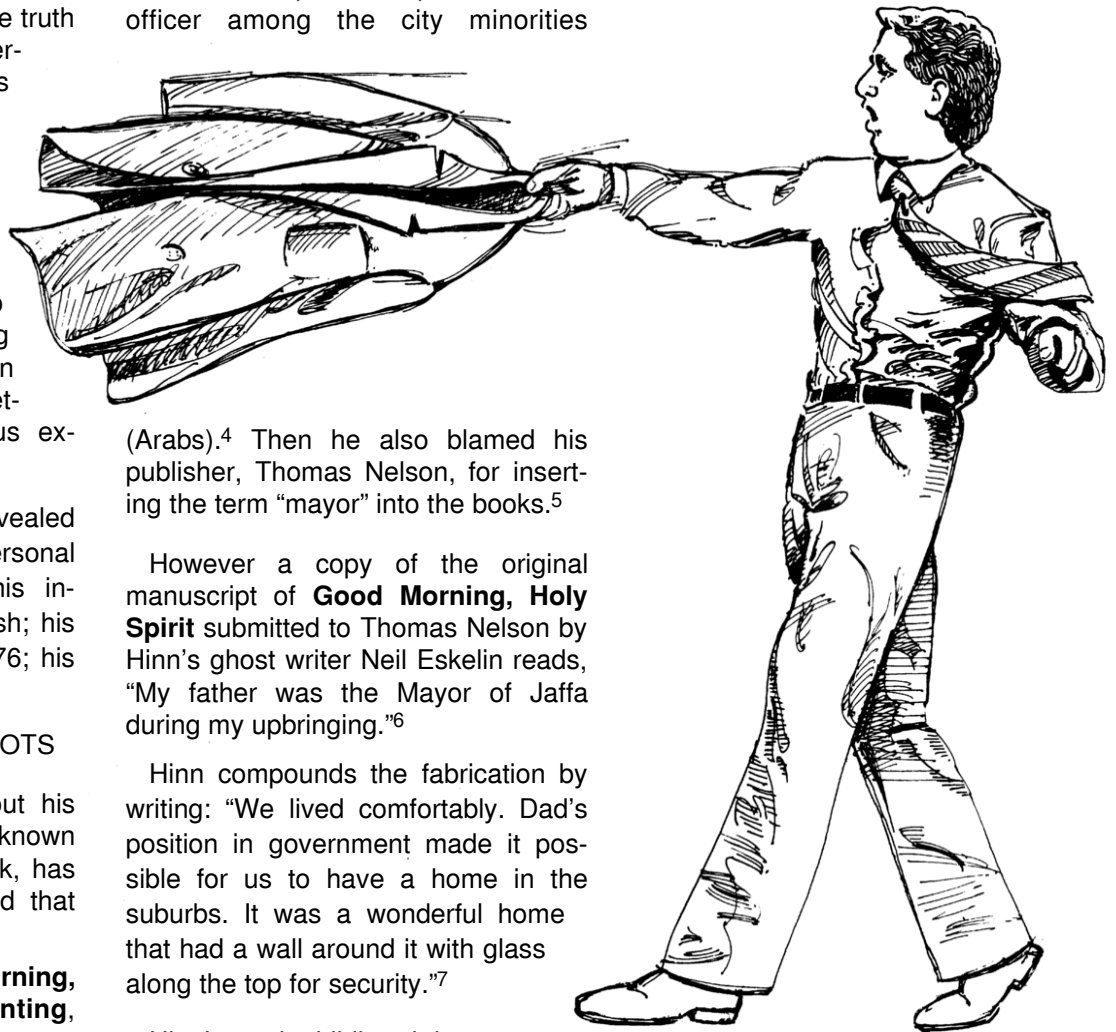 e truth
er-
s
g
n
et-
us ex-
vealed
ersonal
his in-
sh; his
76; his
OTS
out his
known
k, has
d that
rning,
nting,
officer among the city minorities
(Arabs).4 Then he also blamed his
publisher, Thomas Nelson, for insert-
ing the term “mayor” into the books.5
However a copy of the original
manuscript of Good Morning, Holy
Spirit submitted to Thomas Nelson by
Hinn’s ghost writer Neil Eskelin reads,
“My father was the Mayor of Jaffa
during my upbringing.”6
Hinn compounds the fabrication by
writing: “We lived comfortably. Dad’s
position in government made it pos-
sible for us to have a home in the
suburbs. It was a wonderful home
that had a wall around it with glass
along the top for security.”7